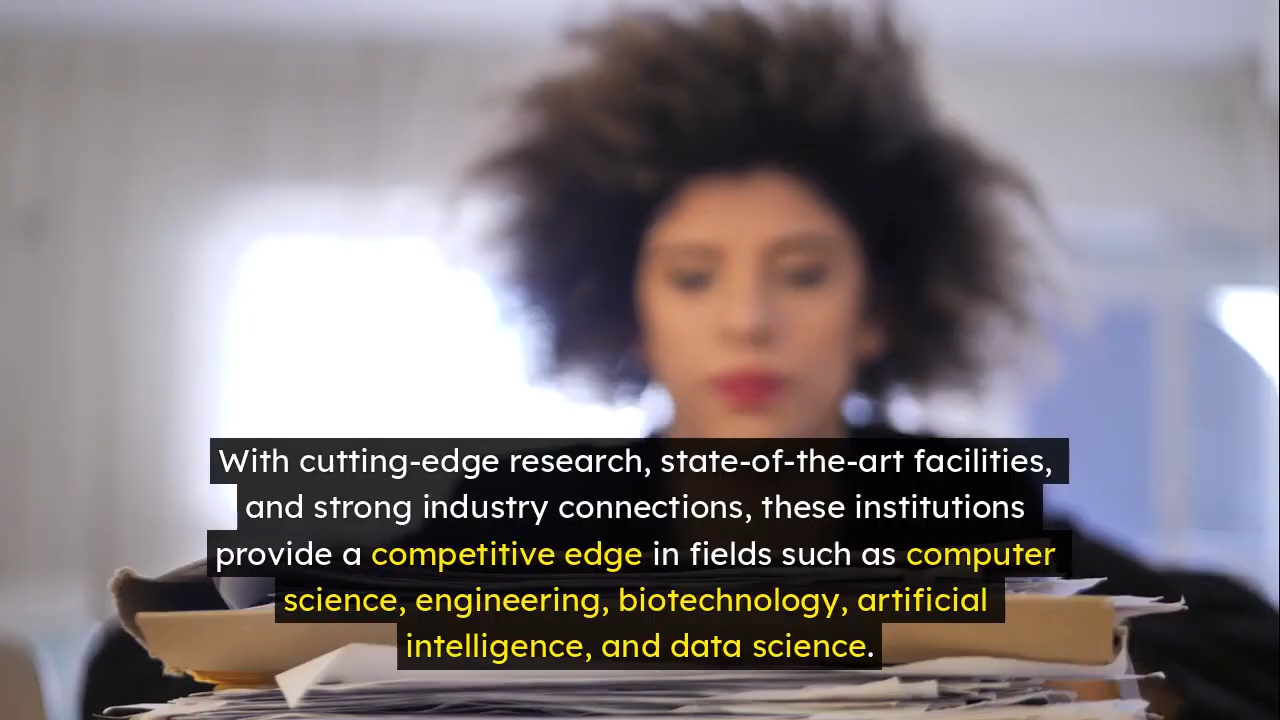 With cutting-edge research, state-of-the-art facilities,
and strong industry connections, these institutions
provide a competitive edge in fields such as computer
science, engineering, biotechnology, artificial
intelligence, and data science.